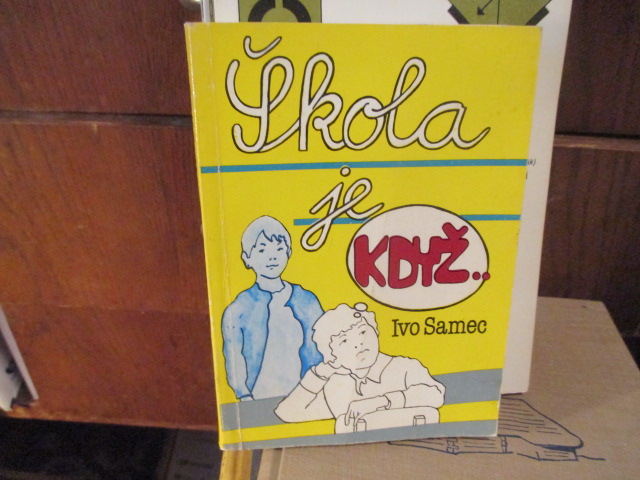 Škola
je
KDYŽ..
Ivo Samec